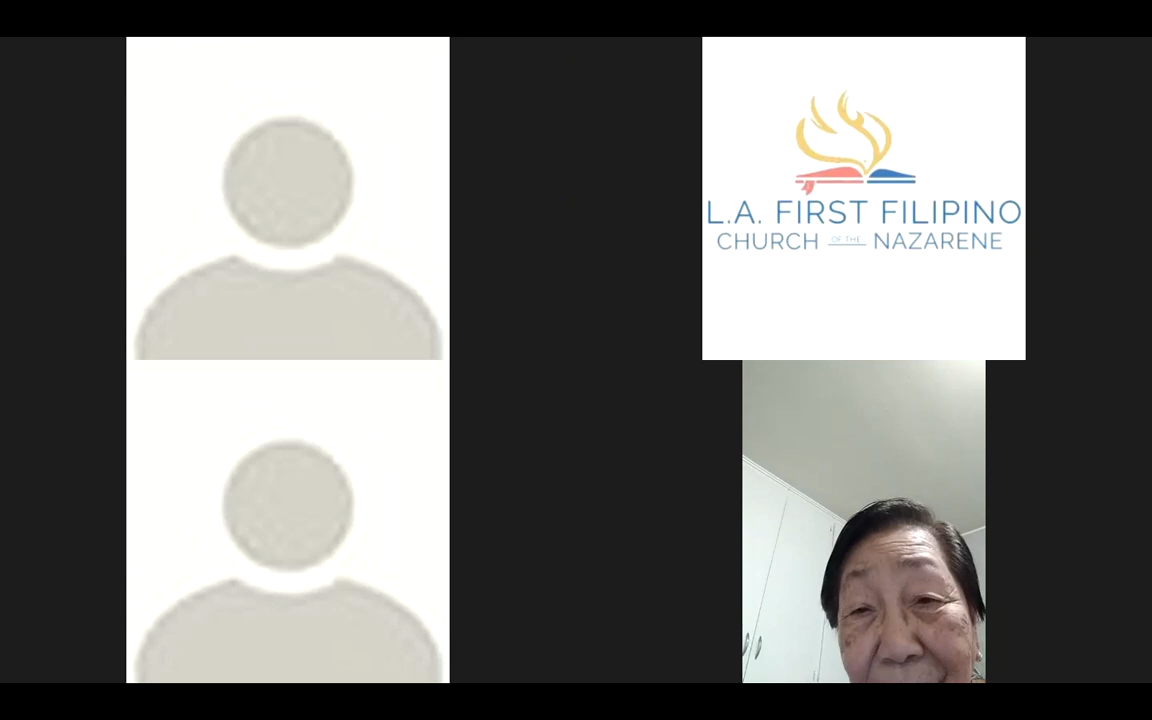 L.A. FIRST FILIPINO
CHURCH OF THE NAZARENE